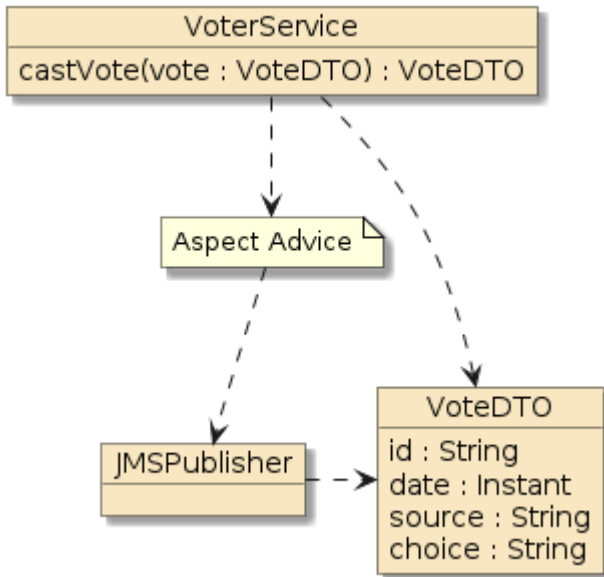 VoterService
castVote(vote : VoteDTO) : VoteDTO
Aspect Advice
JMSPublisher
VoteDTO
id : String
date : Instant
source : String
choice : String